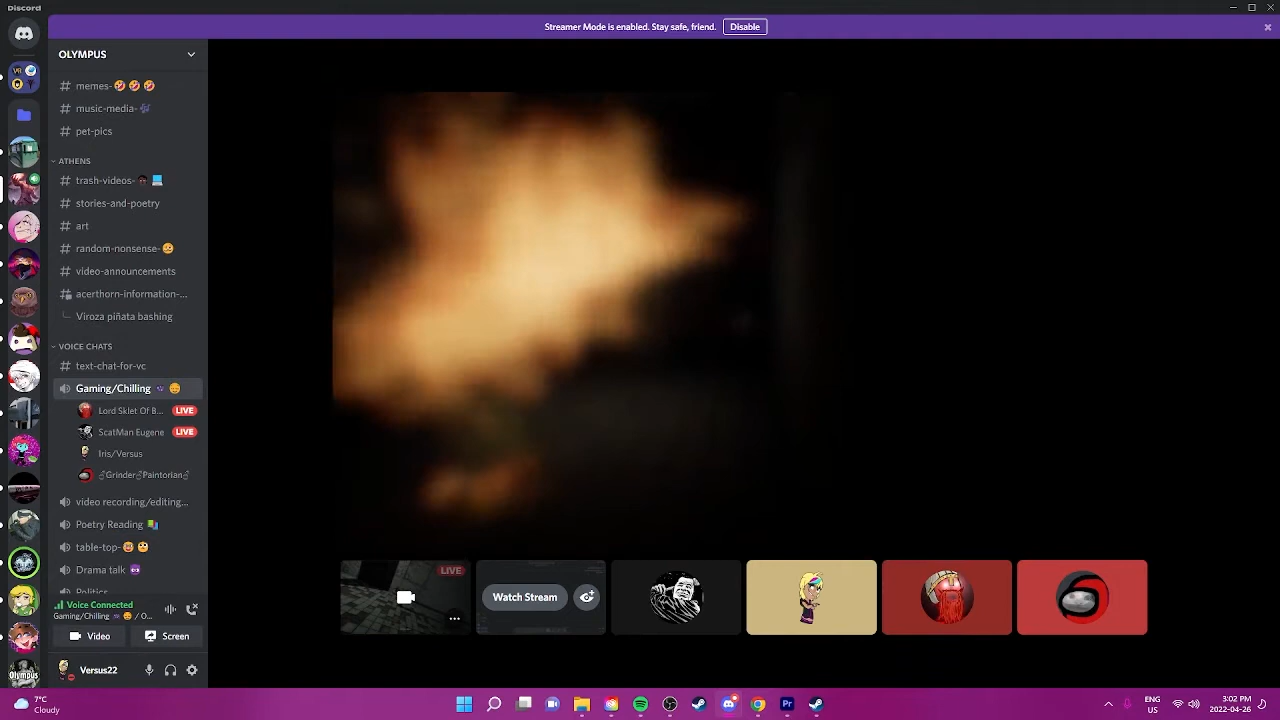 Discord
Streamer Mode is enabled. Stay safe, friend. Disable
OLYMPUS
# memes-🤣🤣🤣
# music-media-🎶
# pet-pics
ATHENS
# trash-videos-
# stories-and-poetry
# art
# random-nonsense-
# video-announcements
# acerthorn-information-...
Viroza piñata bashing
VOICE CHATS
# text-chat-for-vc
Gaming/Chilling
Lord Sklet Of B... LIVE
ScatMan Eugene LIVE
Iris/Versus
Grinder Paintorian
video recording/editing...
Poetry Reading
table-top-
Drama talk
Politics
Voice Connected
Gaming/Chilling / O...
Video Screen
Versus22
LIVE
Watch Stream
Olympus
7°C
Cloudy
ENG
US
3:02 PM
2022-04-26